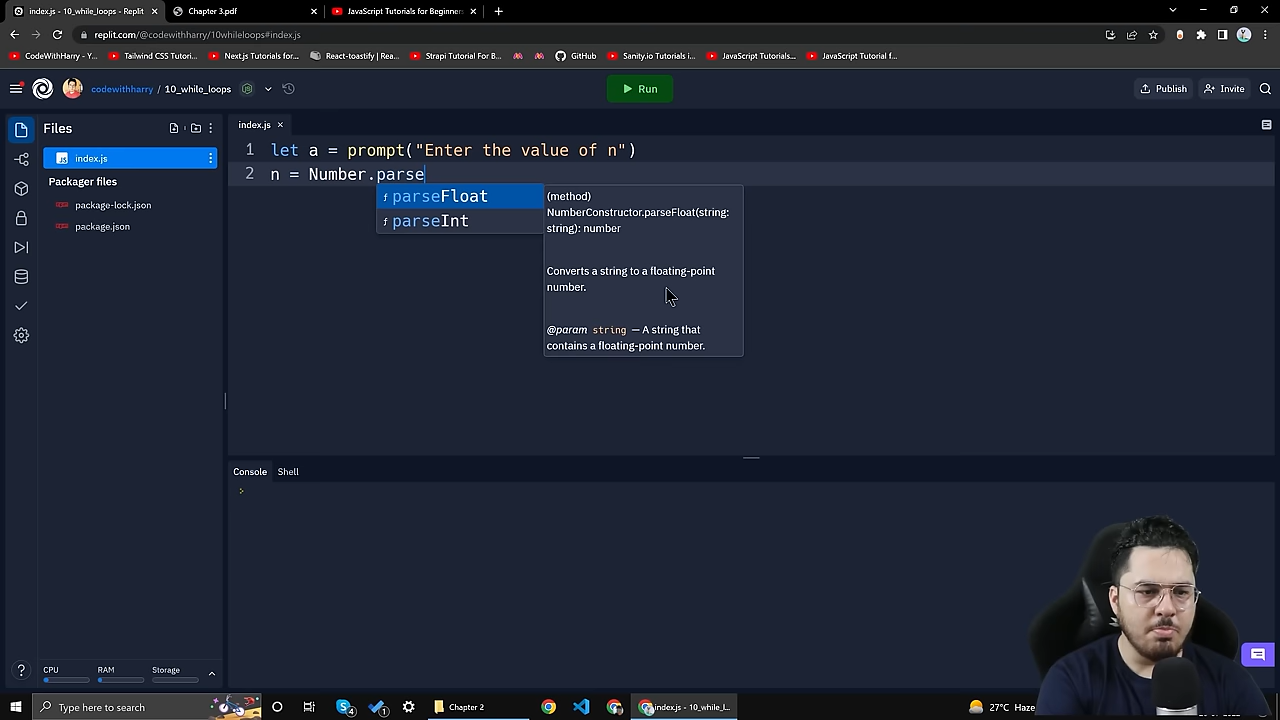 index.js - 10_while_loops - Replit
Chapter 3.pdf
JavaScript Tutorials for Beginner
replit.com/@codewithharry/10whileloops#index.js
CodeWithHarry - Y...
Tailwind CSS Tutori...
Next.js Tutorials for...
React-toastify | Rea...
Strapi Tutorial For B...
GitHub
Sanity.io Tutorials i...
JavaScript Tutorials...
JavaScript Tutorial f...
codewithharry / 10_while_loops
Run
Publish
Invite
Files
index.js
Packager files
package-lock.json
package.json
index.js
1 let a = prompt("Enter the value of n")
2 n = Number.parse
parseFloat
parseInt
(method)
NumberConstructor.parseFloat(string:
string): number
Converts a string to a floating-point
number.
@param string — A string that
contains a floating-point number.
Console
Shell
>
CPU
RAM
Storage
?
Type here to search
Chapter 2
index.js - 10_while_l...
27°C Haze